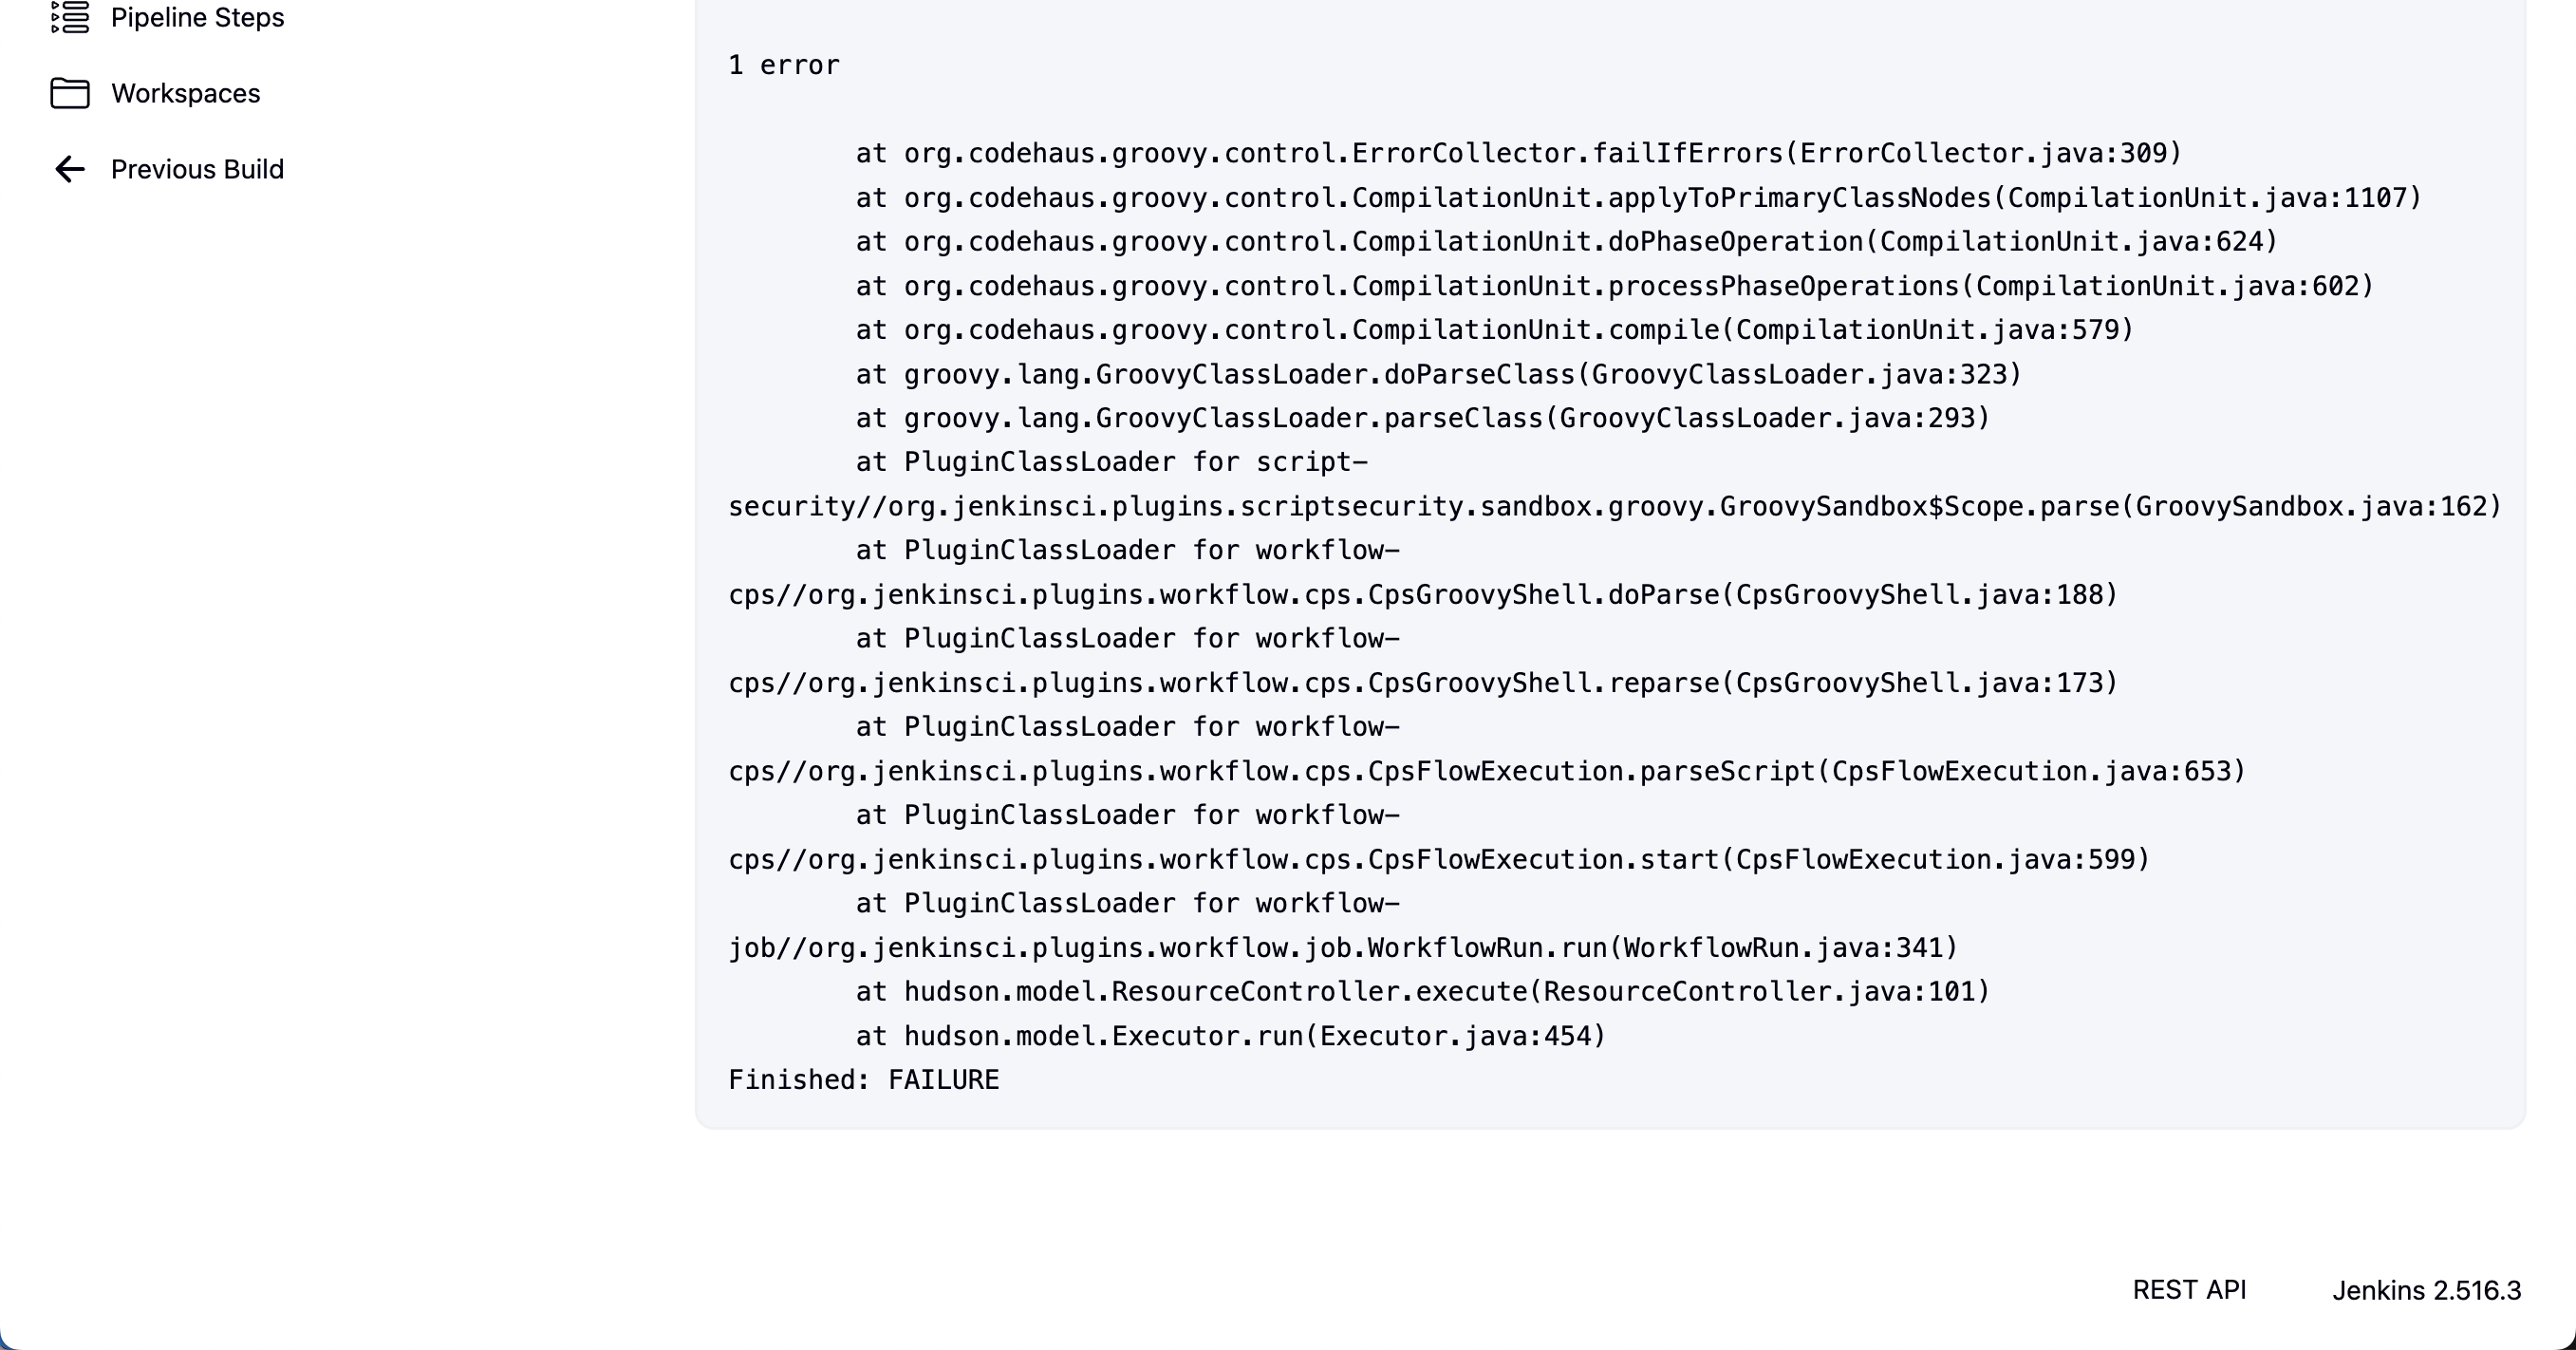 Pipeline Steps
Workspaces
Previous Build
1 error
at org.codehaus.groovy.control.ErrorCollector.failIfErrors(ErrorCollector.java:309)
at org.codehaus.groovy.control.CompilationUnit.applyToPrimaryClassNodes(CompilationUnit.java:1107)
at org.codehaus.groovy.control.CompilationUnit.doPhaseOperation(CompilationUnit.java:624)
at org.codehaus.groovy.control.CompilationUnit.processPhaseOperations(CompilationUnit.java:602)
at org.codehaus.groovy.control.CompilationUnit.compile(CompilationUnit.java:579)
at groovy.lang.GroovyClassLoader.doParseClass(GroovyClassLoader.java:323)
at groovy.lang.GroovyClassLoader.parseClass(GroovyClassLoader.java:293)
at PluginClassLoader for script-
security//org.jenkinsci.plugins.scriptsecurity.sandbox.groovy.GroovySandbox$Scope.parse(GroovySandbox.java:162)
at PluginClassLoader for workflow-
cps//org.jenkinsci.plugins.workflow.cps.CpsGroovyShell.doParse(CpsGroovyShell.java:188)
at PluginClassLoader for workflow-
cps//org.jenkinsci.plugins.workflow.cps.CpsGroovyShell.reparse(CpsGroovyShell.java:173)
at PluginClassLoader for workflow-
cps//org.jenkinsci.plugins.workflow.cps.CpsFlowExecution.parseScript(CpsFlowExecution.java:653)
at PluginClassLoader for workflow-
cps//org.jenkinsci.plugins.workflow.cps.CpsFlowExecution.start(CpsFlowExecution.java:599)
at PluginClassLoader for workflow-
job//org.jenkinsci.plugins.workflow.job.WorkflowRun.run(WorkflowRun.java:341)
at hudson.model.ResourceController.execute(ResourceController.java:101)
at hudson.model.Executor.run(Executor.java:454)
Finished: FAILURE
REST API
Jenkins 2.516.3